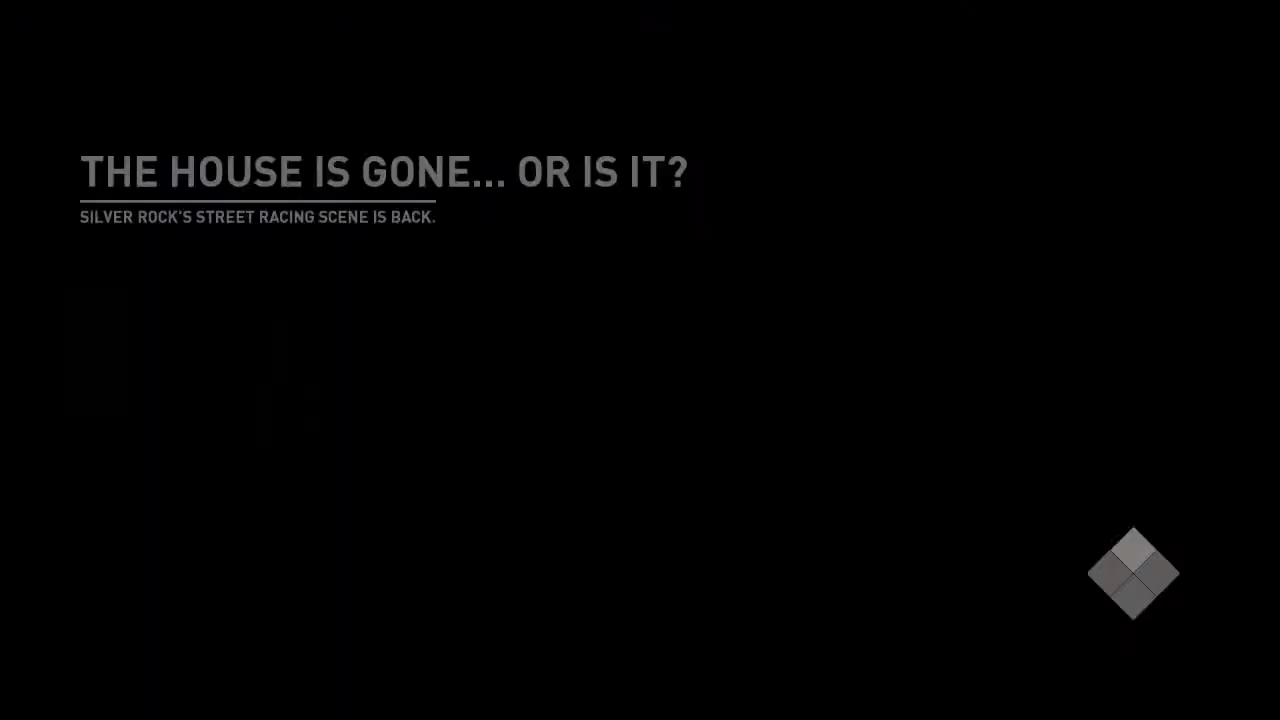 THE HOUSE IS GONE... OR IS IT?
SILVER ROCK'S STREET RACING SCENE IS BACK.